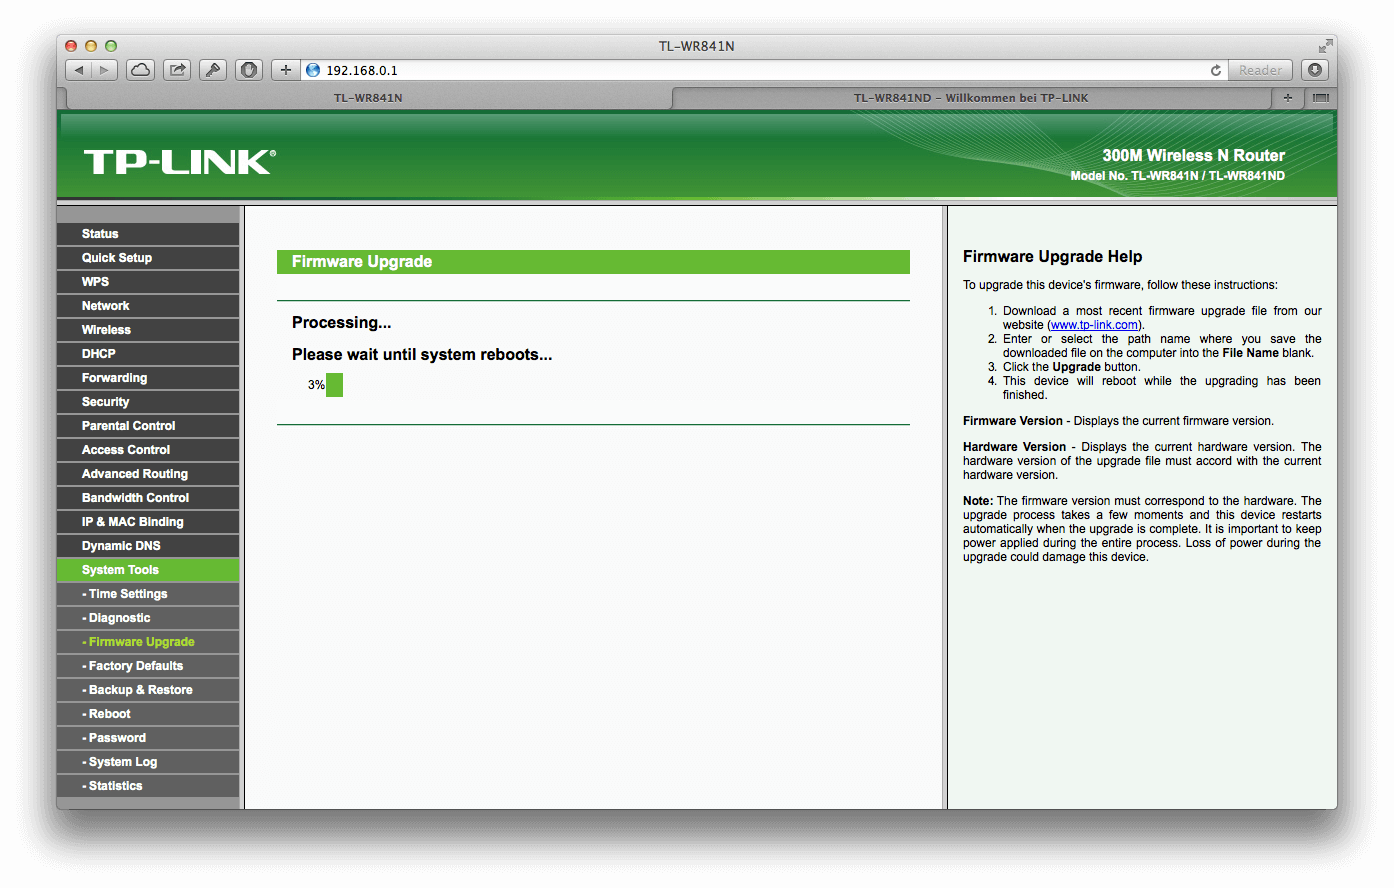 TL-WR841N
192.168.0.1
Reader
TL-WR841N
TL-WR841ND – Willkommen bei TP-LINK
TP-LINK®
300M Wireless N Router
Model No. TL-WR841N / TL-WR841ND
Status
Quick Setup
WPS
Network
Wireless
DHCP
Forwarding
Security
Parental Control
Access Control
Advanced Routing
Bandwidth Control
IP & MAC Binding
Dynamic DNS
System Tools
- Time Settings
- Diagnostic
- Firmware Upgrade
- Factory Defaults
- Backup & Restore
- Reboot
- Password
- System Log
- Statistics
Firmware Upgrade
Processing...
Please wait until system reboots...
3%
Firmware Upgrade Help
To upgrade this device's firmware, follow these instructions:
1. Download a most recent firmware upgrade file from our
website (www.tp-link.com).
2. Enter or select the path name where you save the
downloaded file on the computer into the File Name blank.
3. Click the Upgrade button.
4. This device will reboot while the upgrading has been
finished.
Firmware Version - Displays the current firmware version.
Hardware Version - Displays the current hardware version. The
hardware version of the upgrade file must accord with the current
hardware version.
Note: The firmware version must correspond to the hardware. The
upgrade process takes a few moments and this device restarts
automatically when the upgrade is complete. It is important to keep
power applied during the entire process. Loss of power during the
upgrade could damage this device.